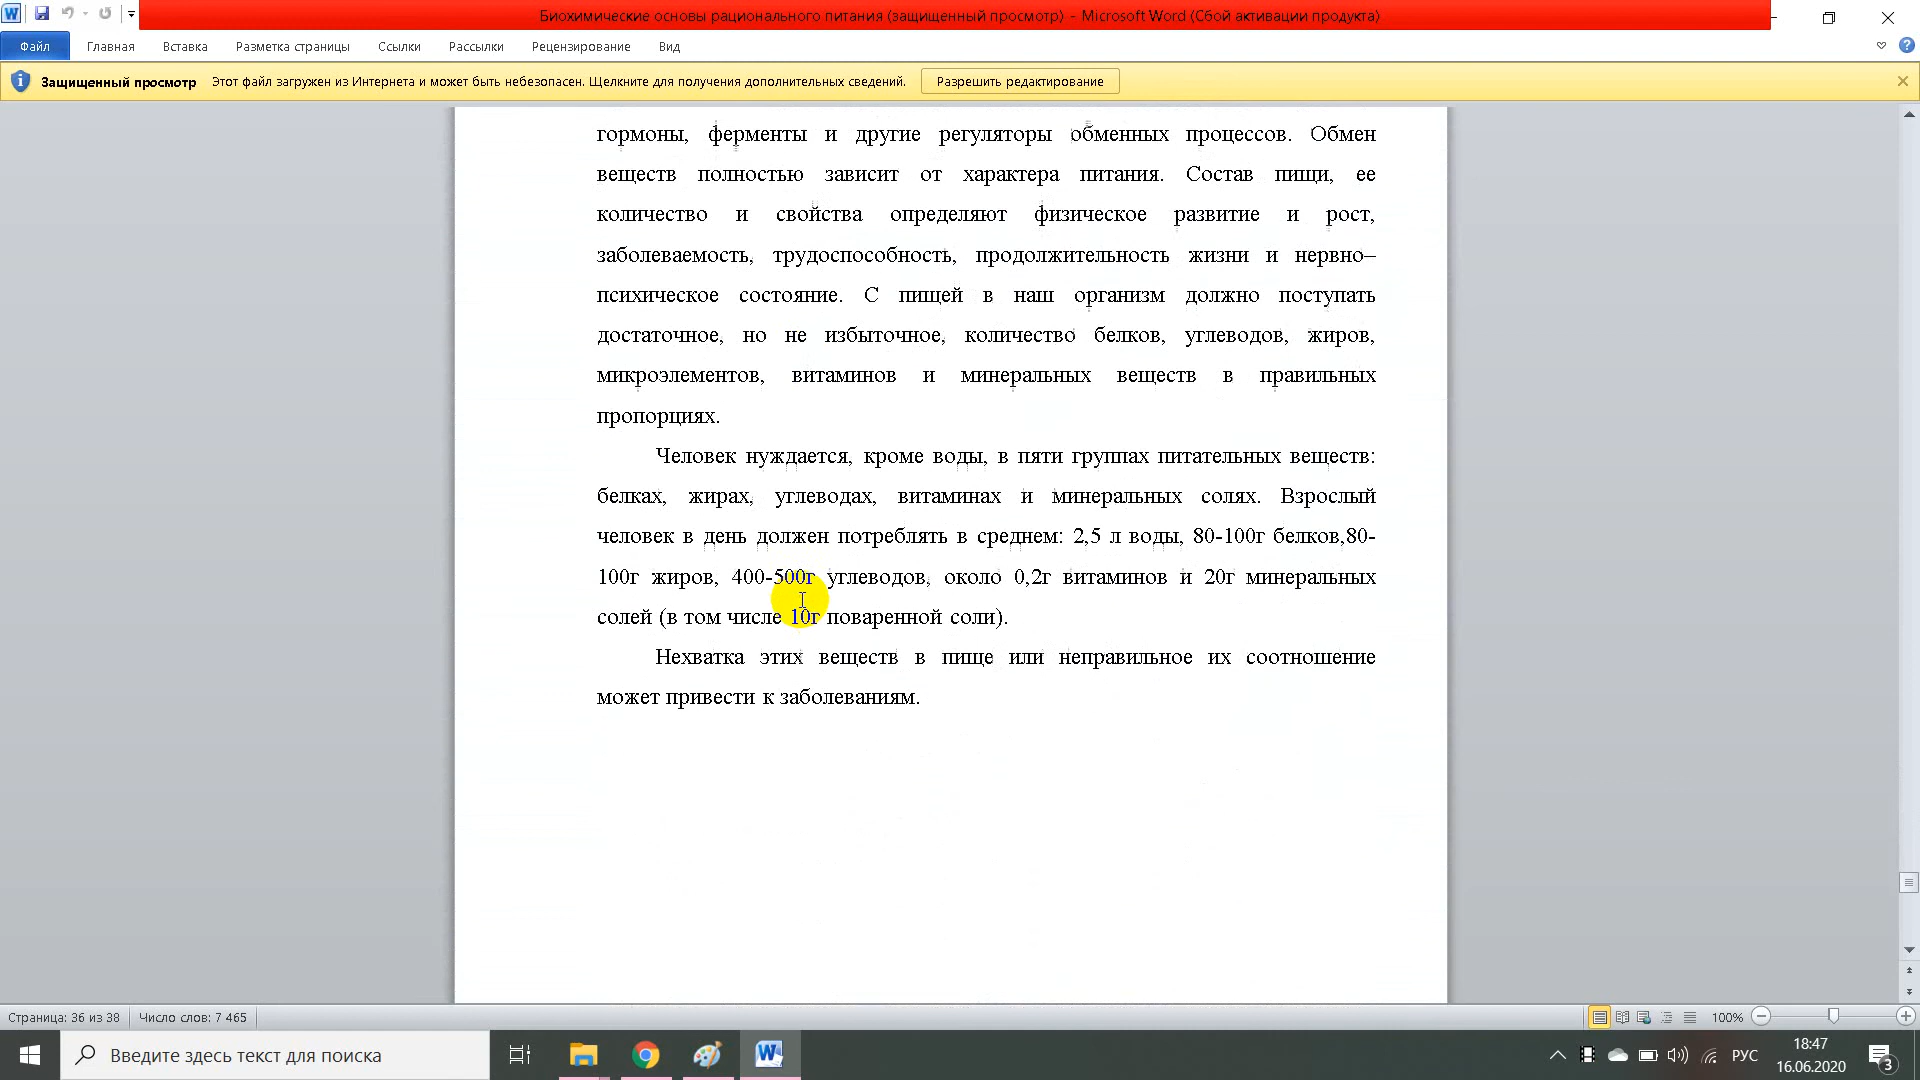 Биохимические основы рационального питания (защищенный просмотр) - Microsoft Word (Сбой активации продукта)
Файл Главная Вставка Разметка страницы Ссылки Рассылки Рецензирование Вид
Защищенный просмотр Этот файл загружен из Интернета и может быть небезопасен. Щелкните для получения дополнительных сведений. Разрешить редактирование
гормоны, ферменты и другие регуляторы обменных процессов. Обмен
веществ полностью зависит от характера питания. Состав пищи, ее
количество и свойства определяют физическое развитие и рост,
заболеваемость, трудоспособность, продолжительность жизни и нервно–
психическое состояние. С пищей в наш организм должно поступать
достаточное, но не избыточное, количество белков, углеводов, жиров,
микроэлементов, витаминов и минеральных веществ в правильных
пропорциях.
Человек нуждается, кроме воды, в пяти группах питательных веществ:
белках, жирах, углеводах, витаминах и минеральных солях. Взрослый
человек в день должен потреблять в среднем: 2,5 л воды, 80-100г белков,80-
100г жиров, 400-500г углеводов, около 0,2г витаминов и 20г минеральных
солей (в том числе 10г поваренной соли).
Нехватка этих веществ в пище или неправильное их соотношение
может привести к заболеваниям.
Страница: 36 из 38 Число слов: 7 465 100%
Введите здесь текст для поиска РУС 18:47
16.06.2020 3